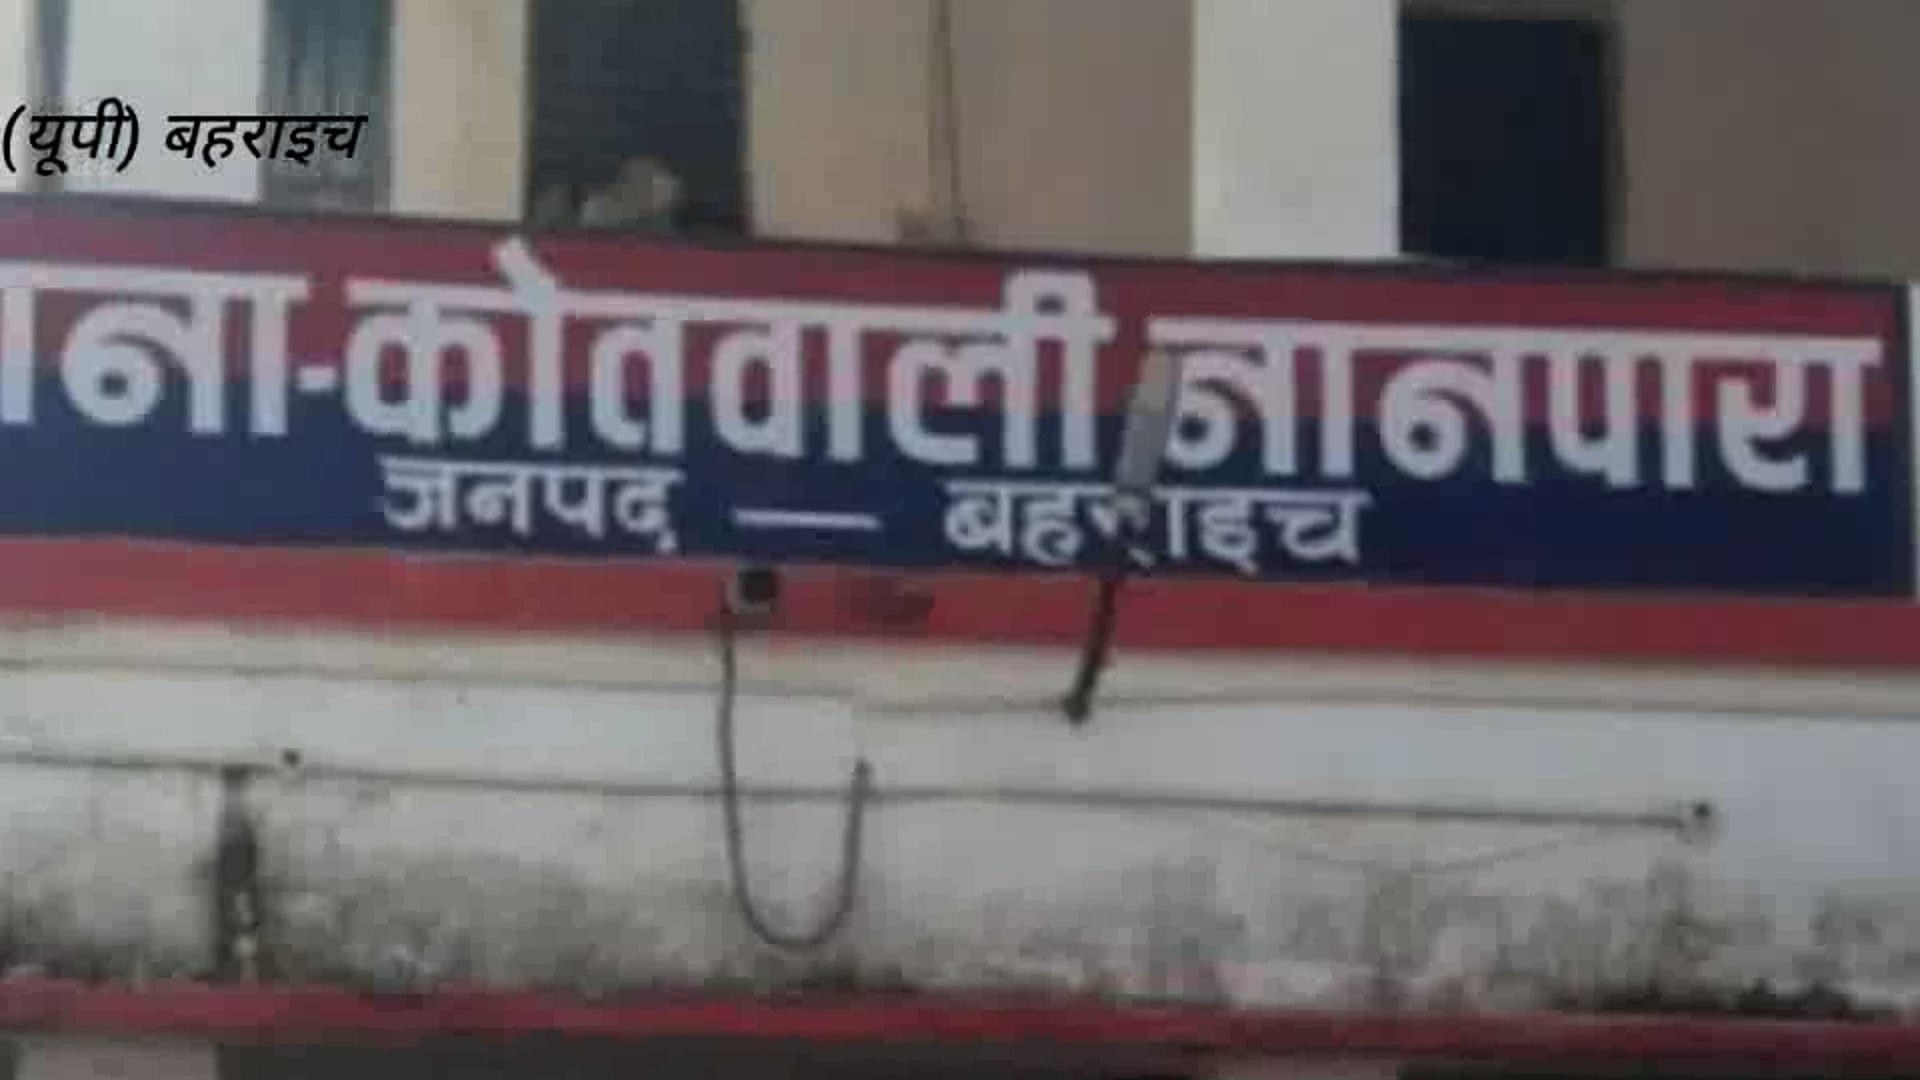 (यूपी) बहराइच
ाना-कोतवाली नानपारा
जनपद — बहराइच